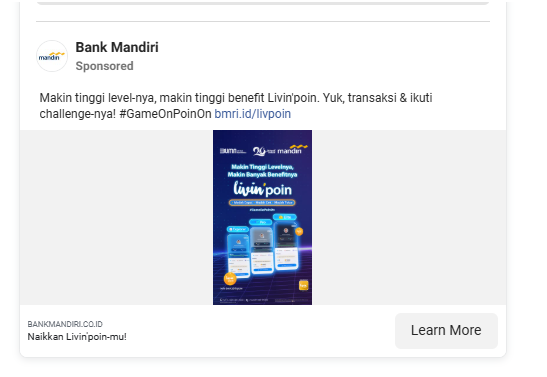 mandiri
Bank Mandiri
Sponsored
Makin tinggi level-nya, makin tinggi benefit Livin'poin. Yuk, transaksi & ikuti
challenge-nya! #GameOnPoinOn bmri.id/livpoin
BUMN
mandiri
Makin Tinggi Levelnya,
Makin Banyak Benefitnya
livin'poin
#GameOnPoinOn
BANKMANDIRI.CO.ID
Naikkan Livin'poin-mu!
Learn More